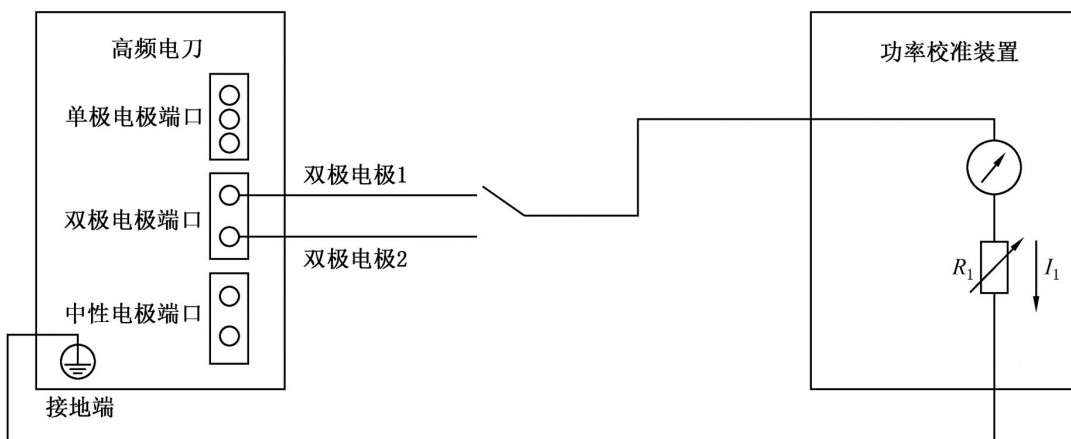 高频电刀
功率校准装置
单极电极端口
双极电极1
双极电极端口
双极电极2
R₁
I₁
中性电极端口
接地端